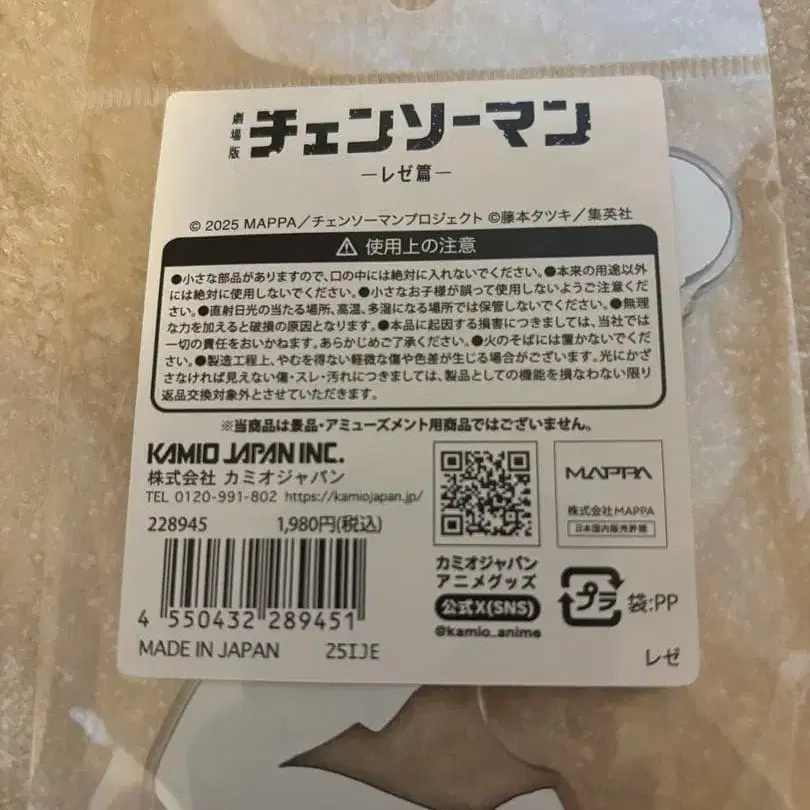 劇場版 チェンソーマン
ーレゼ篇ー
© 2025 MAPPA／チェンソーマンプロジェクト ©藤本タツキ／集英社
⚠ 使用上の注意
●小さな部品がありますので、口の中には絶対に入れないでください。●本来の用途以外
には絶対に使用しないでください。●小さなお子様が誤って使用しないようご注意くださ
い。●直射日光の当たる場所、高温、多湿になる場所では保管しないでください。●無理
な力を加えると破損の原因となります。●本品に起因する損害につきましては、当社では
一切の責任をおいかねます。あらかじめご了承ください。●火のそばには置かないでくだ
さい。●製造工程上、やむを得ない軽微な傷や色差が生じる場合がございます。光にかざ
さなければ見えない傷・スレ・汚れにつきましては、製品としての機能を損なわない限り
返品交換対象外とさせていただきます。
※当商品は景品・アミューズメント用商品ではございません。
KAMIO JAPAN INC.
株式会社 カミオジャパン
TEL 0120-991-802 https://kamiojapan.jp/
228945 1,980円(税込)
4 550432 289451
MADE IN JAPAN 25IJE
カミオジャパン
アニメグッズ
公式X(SNS)
@kamio_anime
MAPPA
株式会社MAPPA
日本国内販売許諾
プラ 袋:PP
レゼ